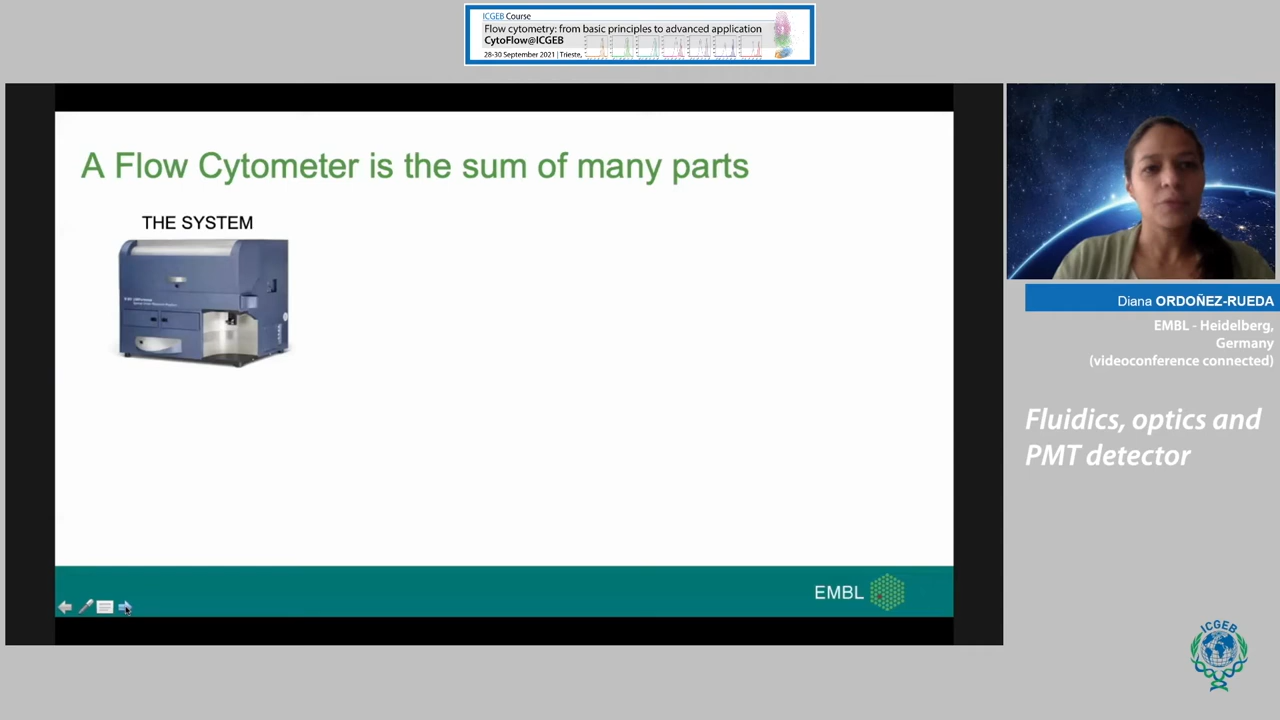 ICGEB Course
Flow cytometry: from basic principles to advanced application
CytoFlow@ICGEB
28-30 September 2021 | Trieste,
A Flow Cytometer is the sum of many parts
THE SYSTEM
EMBL
Diana ORDOÑEZ-RUEDA
EMBL - Heidelberg,
Germany
(videoconference connected)
Fluidics, optics and
PMT detector
ICGEB